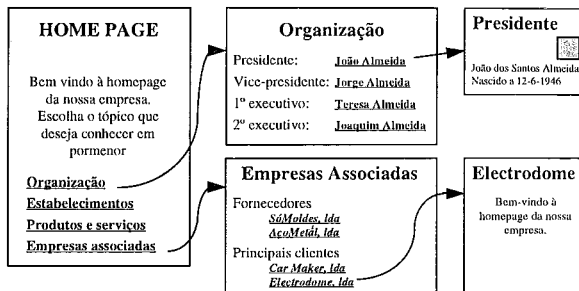 HOME PAGE
Bem vindo à homepage
da nossa empresa.
Escolha o tópico que
deseja conhecer em
pormenor
Organização
Estabelecimentos
Produtos e serviços
Empresas associadas
Organização
Presidente: João Almeida
Vice-presidente: Jorge Almeida
1º executivo: Teresa Almeida
2º executivo: Joaquim Almeida
Presidente
João dos Santos Almeida
Nascido a 12-6-1946
Empresas Associadas
Fornecedores
SóMoldes, lda
AçoMetál, lda
Principais clientes
Car Maker, lda
Electrodome, lda
Electrodome
Bem-vindo à
homepage da nossa
empresa.